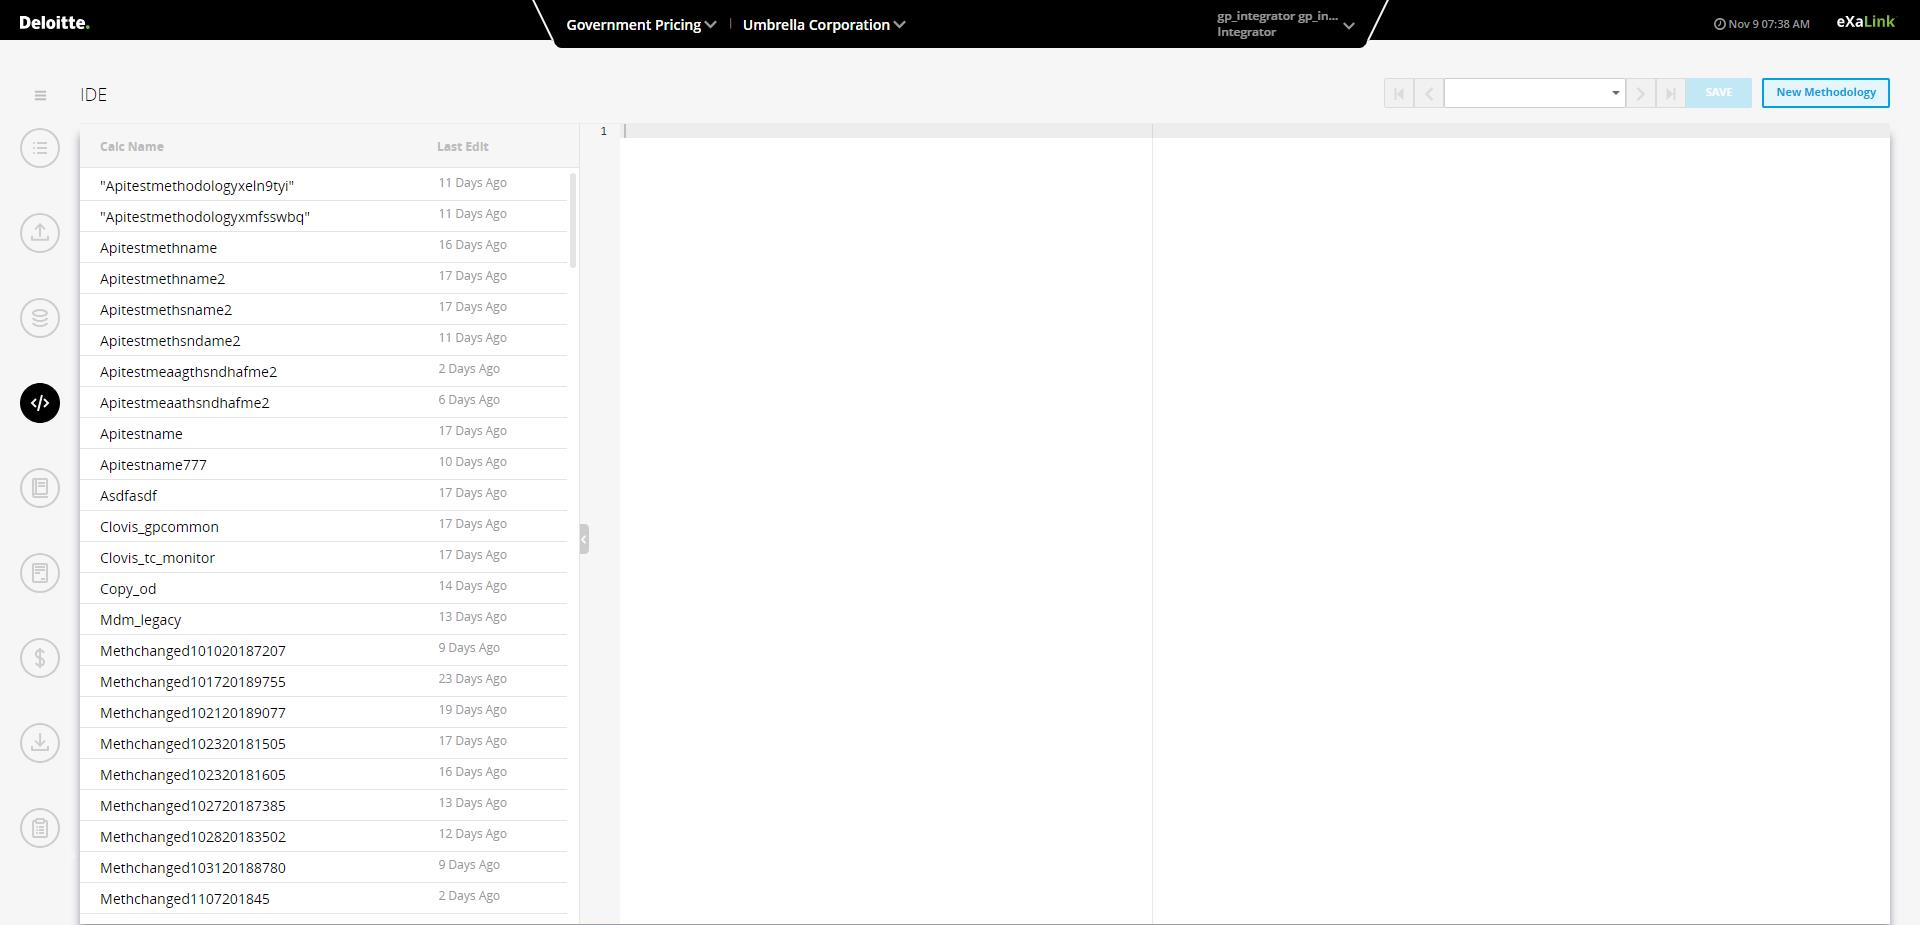 Deloitte.
Government Pricing | Umbrella Corporation
gp_integrator gp_in...
Integrator
Nov 9 07:38 AM
eXaLink
IDE
SAVE
New Methodology
Calc Name Last Edit
"Apitestmethodologyxeln9tyi" 11 Days Ago
"Apitestmethodologyxmfsswbq" 11 Days Ago
Apitestmethname 16 Days Ago
Apitestmethname2 17 Days Ago
Apitestmethsname2 17 Days Ago
Apitestmethsndame2 11 Days Ago
Apitestmeaagthsndhafme2 2 Days Ago
Apitestmeaathsndhafme2 6 Days Ago
Apitestname 17 Days Ago
Apitestname777 10 Days Ago
Asdfasdf 17 Days Ago
Clovis_gpcommon 17 Days Ago
Clovis_tc_monitor 17 Days Ago
Copy_od 14 Days Ago
Mdm_legacy 13 Days Ago
Methchanged101020187207 9 Days Ago
Methchanged101720189755 23 Days Ago
Methchanged102120189077 19 Days Ago
Methchanged102320181505 17 Days Ago
Methchanged102320181605 16 Days Ago
Methchanged102720187385 13 Days Ago
Methchanged102820183502 12 Days Ago
Methchanged103120188780 9 Days Ago
Methchanged1107201845 2 Days Ago
1